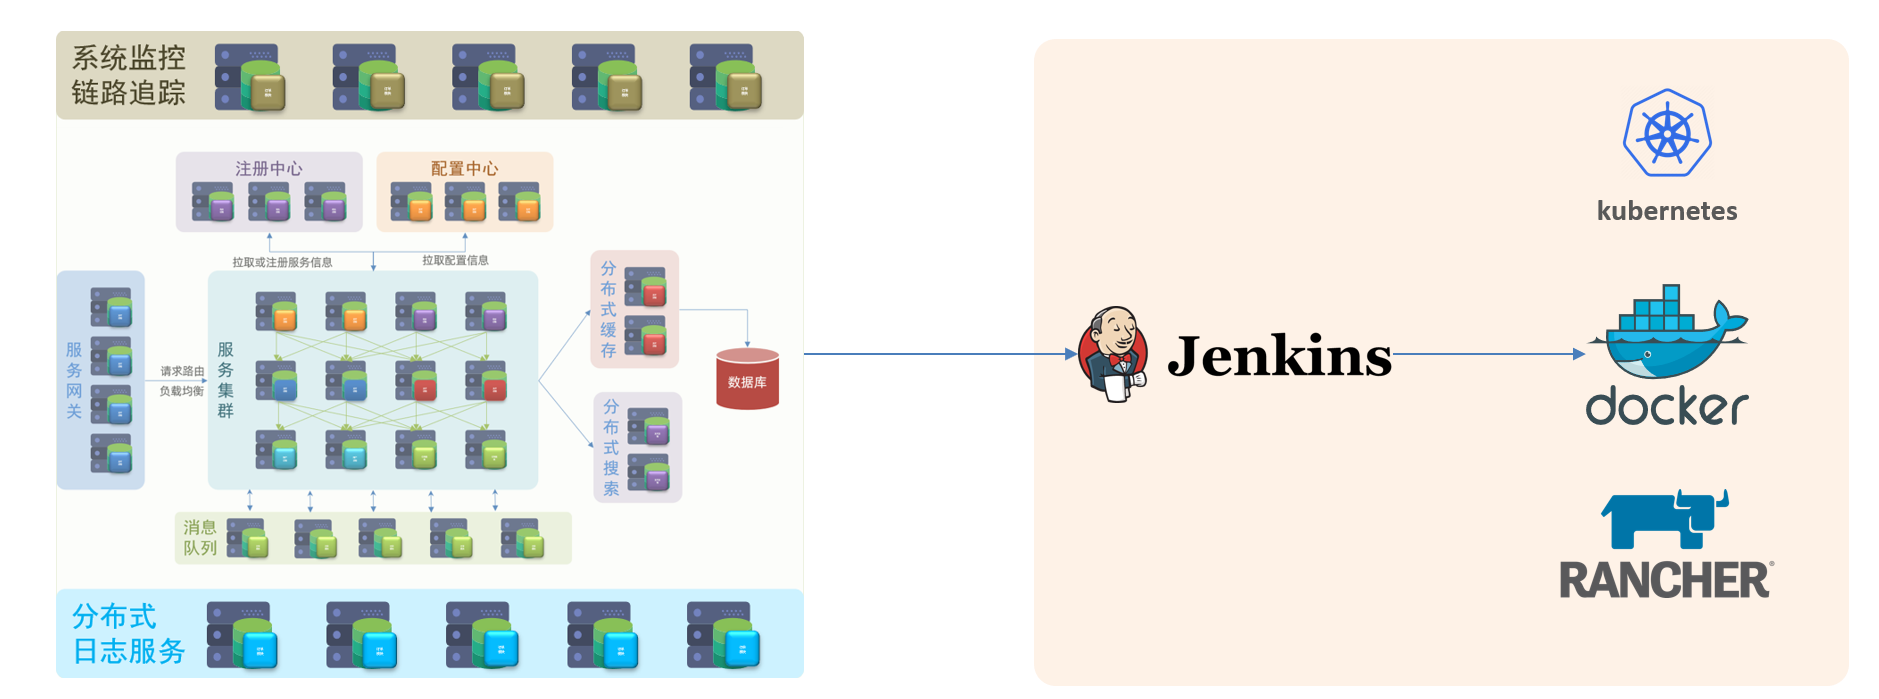 系统监控
链路追踪
注册中心
配置中心
拉取或注册服务信息
拉取配置信息
服务网关
请求路由
负载均衡
服务集群
分布式缓存
数据库
分布式搜索
消息
队列
分布式
日志服务
Jenkins
kubernetes
docker
RANCHER®